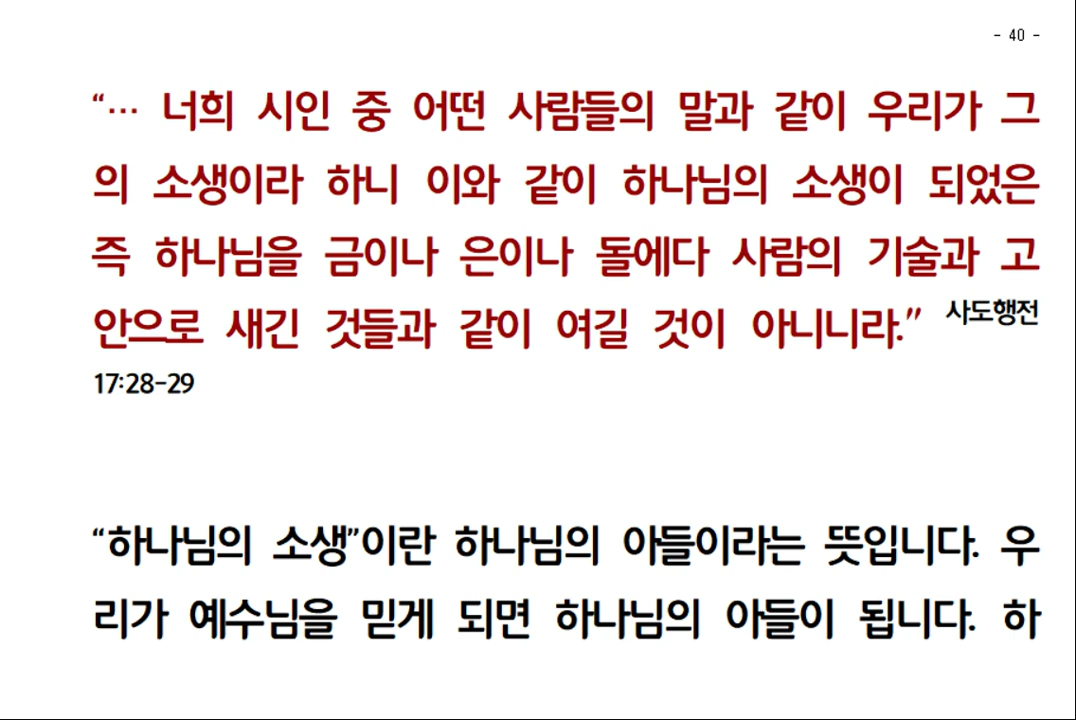 - 40 -
“… 너희 시인 중 어떤 사람들의 말과 같이 우리가 그
의 소생이라 하니 이와 같이 하나님의 소생이 되었은
즉 하나님을 금이나 은이나 돌에다 사람의 기술과 고
안으로 새긴 것들과 같이 여길 것이 아니니라.” 사도행전
17:28-29
“하나님의 소생”이란 하나님의 아들이라는 뜻입니다. 우
리가 예수님을 믿게 되면 하나님의 아들이 됩니다. 하